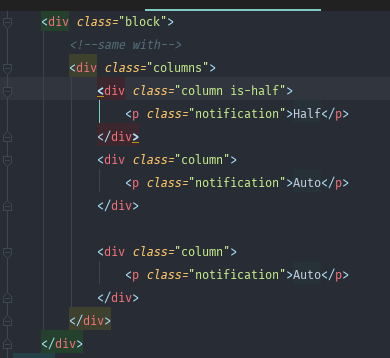 <div class="block">
<!--same with-->
<div class="columns">
<div class="column is-half">
<p class="notification">Half</p>
</div>
<div class="column">
<p class="notification">Auto</p>
</div>
<div class="column">
<p class="notification">Auto</p>
</div>
</div>
</div>